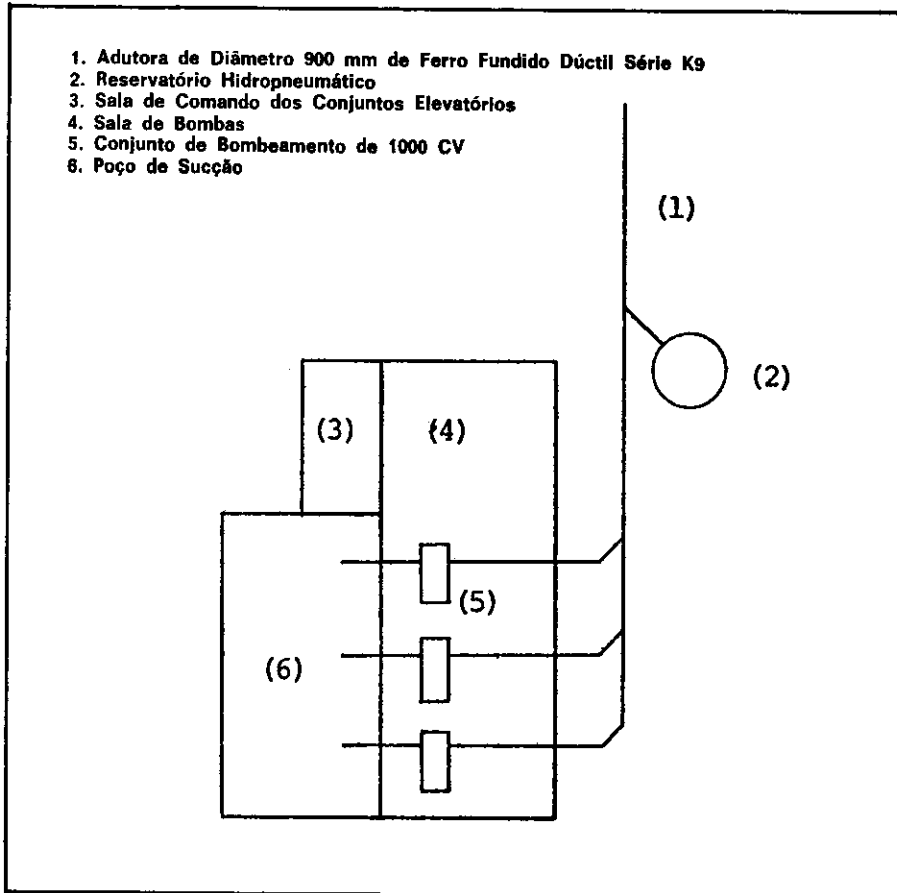 1. Adutora de Diâmetro 900 mm de Ferro Fundido Dúctil Série K9
2. Reservatório Hidropneumático
3. Sala de Comando dos Conjuntos Elevatórios
4. Sala de Bombas
5. Conjunto de Bombeamento de 1000 CV
6. Poço de Sucção
(1)
(2)
(3)
(4)
(5)
(6)